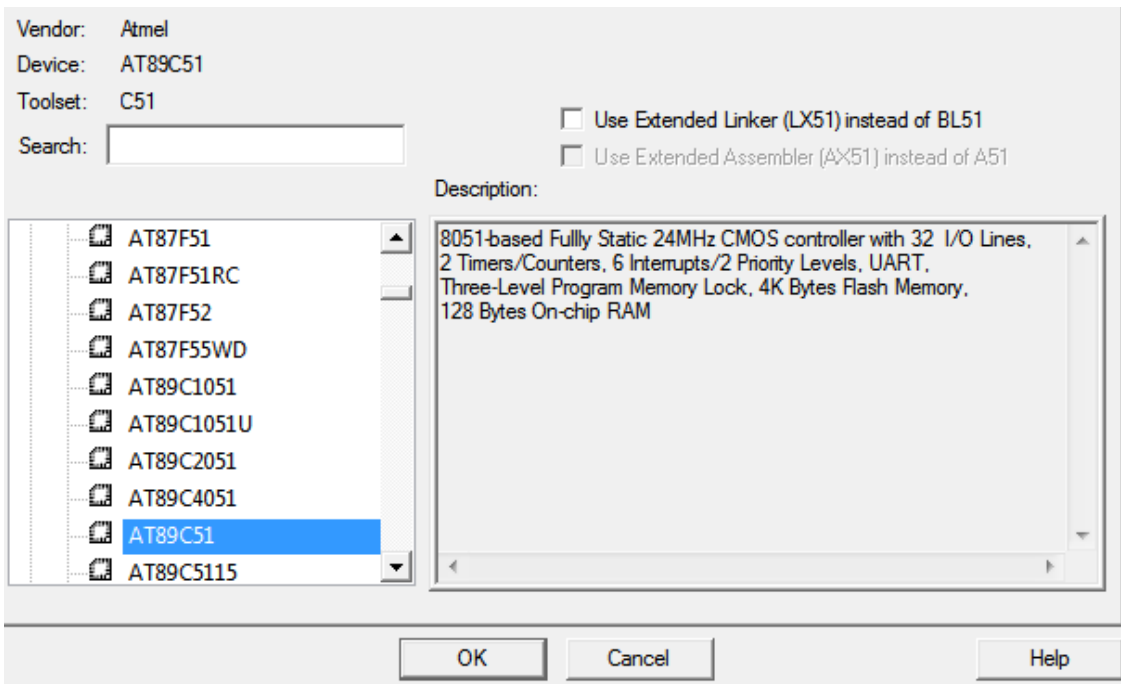 Vendor: Atmel
Device: AT89C51
Toolset: C51
Search:
Use Extended Linker (LX51) instead of BL51
Use Extended Assembler (AX51) instead of A51
Description:
AT87F51
AT87F51RC
AT87F52
AT87F55WD
AT89C1051
AT89C1051U
AT89C2051
AT89C4051
AT89C51
AT89C5115
8051-based Fullly Static 24MHz CMOS controller with 32 I/O Lines,
2 Timers/Counters, 6 Interrupts/2 Priority Levels, UART,
Three-Level Program Memory Lock, 4K Bytes Flash Memory,
128 Bytes On-chip RAM
OK Cancel Help